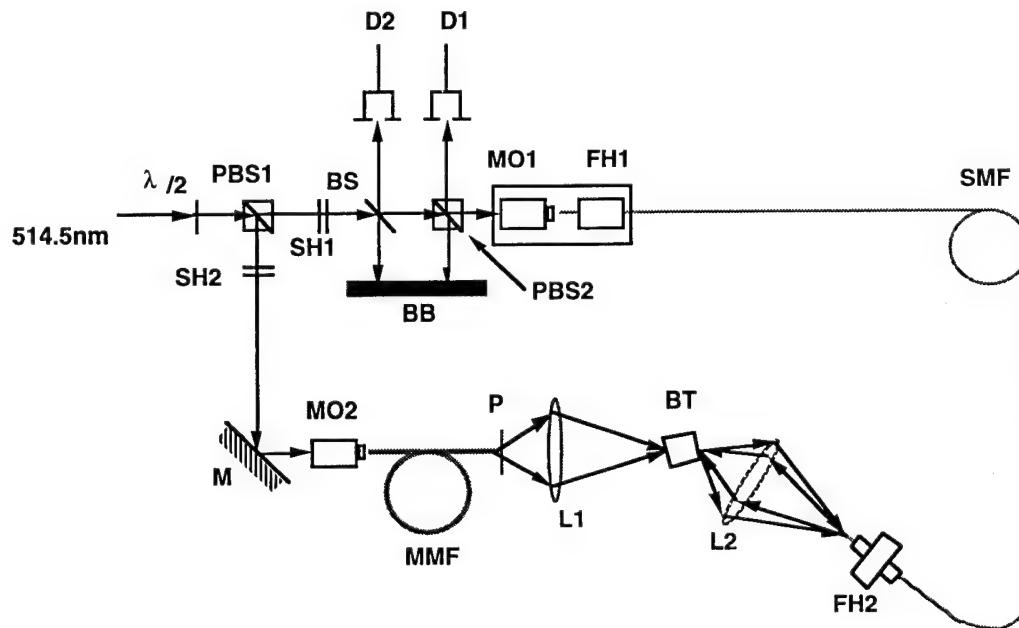 D2 D1
MO1 FH1
PBS1 BS SMF
λ /2
514.5nm
SH1
SH2
PBS2
BB
MO2 P BT
M
L1
L2
MMF
FH2